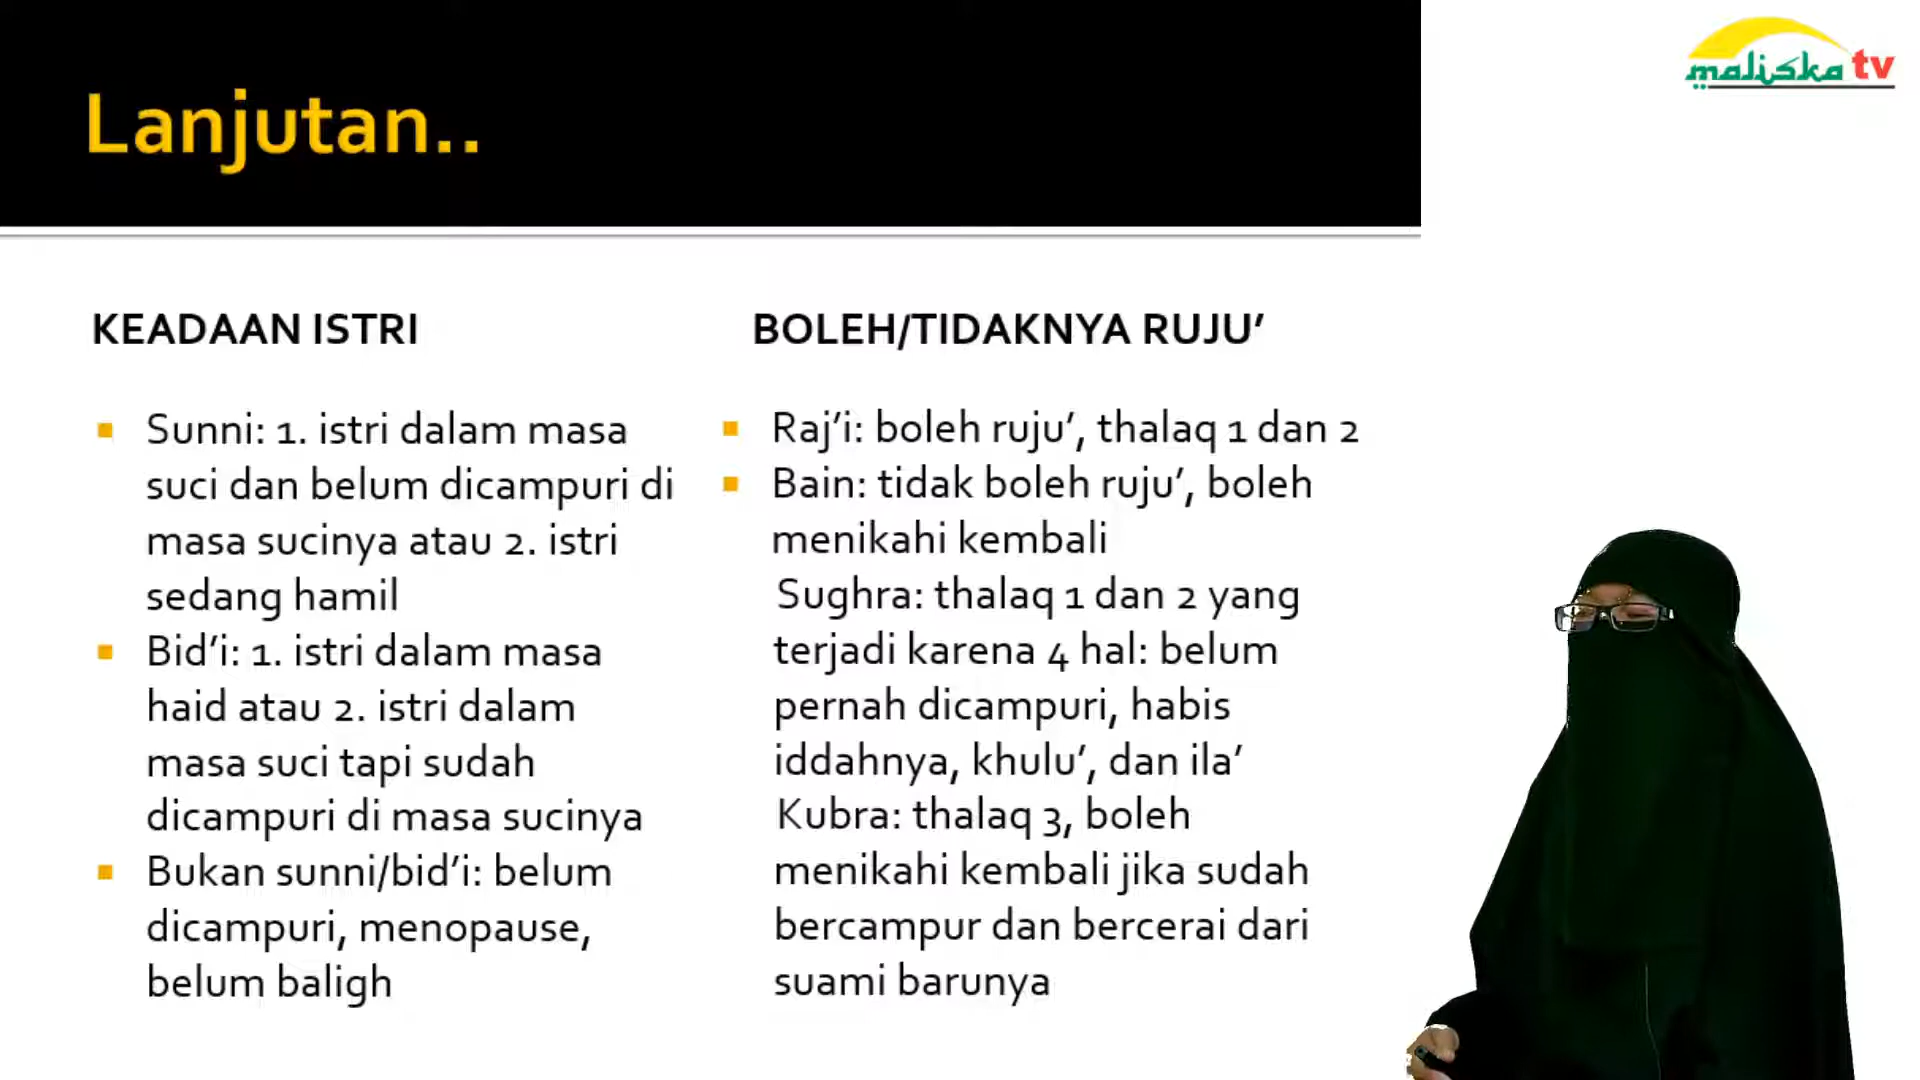 Lanjutan..
maliska tv
KEADAAN ISTRI
Sunni: 1. istri dalam masa
suci dan belum dicampuri di
masa sucinya atau 2. istri
sedang hamil
Bid’i: 1. istri dalam masa
haid atau 2. istri dalam
masa suci tapi sudah
dicampuri di masa sucinya
Bukan sunni/bid’i: belum
dicampuri, menopause,
belum baligh
BOLEH/TIDAKNYA RUJU’
Raj’i: boleh ruju’, thalaq 1 dan 2
Bain: tidak boleh ruju’, boleh
menikahi kembali
Sughra: thalaq 1 dan 2 yang
terjadi karena 4 hal: belum
pernah dicampuri, habis
iddahnya, khulu’, dan ila’
Kubra: thalaq 3, boleh
menikahi kembali jika sudah
bercampur dan bercerai dari
suami barunya